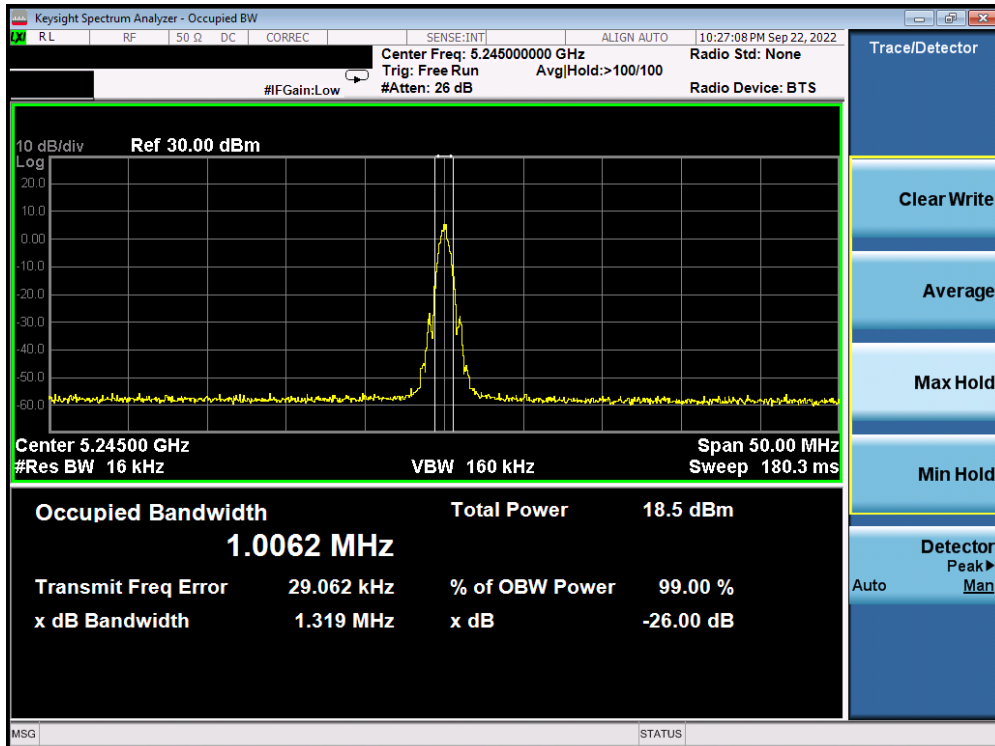 Keysight Spectrum Analyzer - Occupied BW
LXI RL RF 50 Ω DC CORREC SENSE:INT ALIGN AUTO 10:27:08 PM Sep 22, 2022
Center Freq: 5.245000000 GHz Radio Std: None
Trig: Free Run Avg|Hold:>100/100
#IFGain:Low #Atten: 26 dB Radio Device: BTS
10 dB/div Ref 30.00 dBm
Log
20.0
10.0
0.00
-10.0
-20.0
-30.0
-40.0
-50.0
-60.0
Center 5.24500 GHz Span 50.00 MHz
#Res BW 16 kHz VBW 160 kHz Sweep 180.3 ms
Occupied Bandwidth Total Power 18.5 dBm
1.0062 MHz
Transmit Freq Error 29.062 kHz % of OBW Power 99.00 %
x dB Bandwidth 1.319 MHz x dB -26.00 dB
MSG STATUS
Trace/Detector
Clear Write
Average
Max Hold
Min Hold
Detector
Peak▶
Auto Man